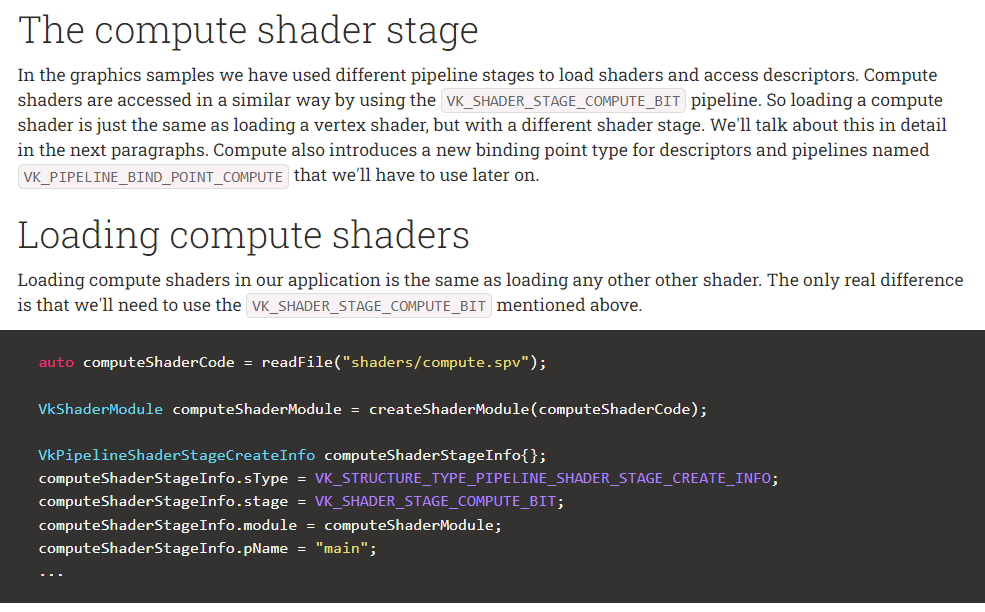 The compute shader stage
In the graphics samples we have used different pipeline stages to load shaders and access descriptors. Compute
shaders are accessed in a similar way by using the VK_SHADER_STAGE_COMPUTE_BIT pipeline. So loading a compute
shader is just the same as loading a vertex shader, but with a different shader stage. We'll talk about this in detail
in the next paragraphs. Compute also introduces a new binding point type for descriptors and pipelines named
VK_PIPELINE_BIND_POINT_COMPUTE that we'll have to use later on.
Loading compute shaders
Loading compute shaders in our application is the same as loading any other other shader. The only real difference
is that we'll need to use the VK_SHADER_STAGE_COMPUTE_BIT mentioned above.
auto computeShaderCode = readFile("shaders/compute.spv");
VkShaderModule computeShaderModule = createShaderModule(computeShaderCode);
VkPipelineShaderStageCreateInfo computeShaderStageInfo{};
computeShaderStageInfo.sType = VK_STRUCTURE_TYPE_PIPELINE_SHADER_STAGE_CREATE_INFO;
computeShaderStageInfo.stage = VK_SHADER_STAGE_COMPUTE_BIT;
computeShaderStageInfo.module = computeShaderModule;
computeShaderStageInfo.pName = "main";
...